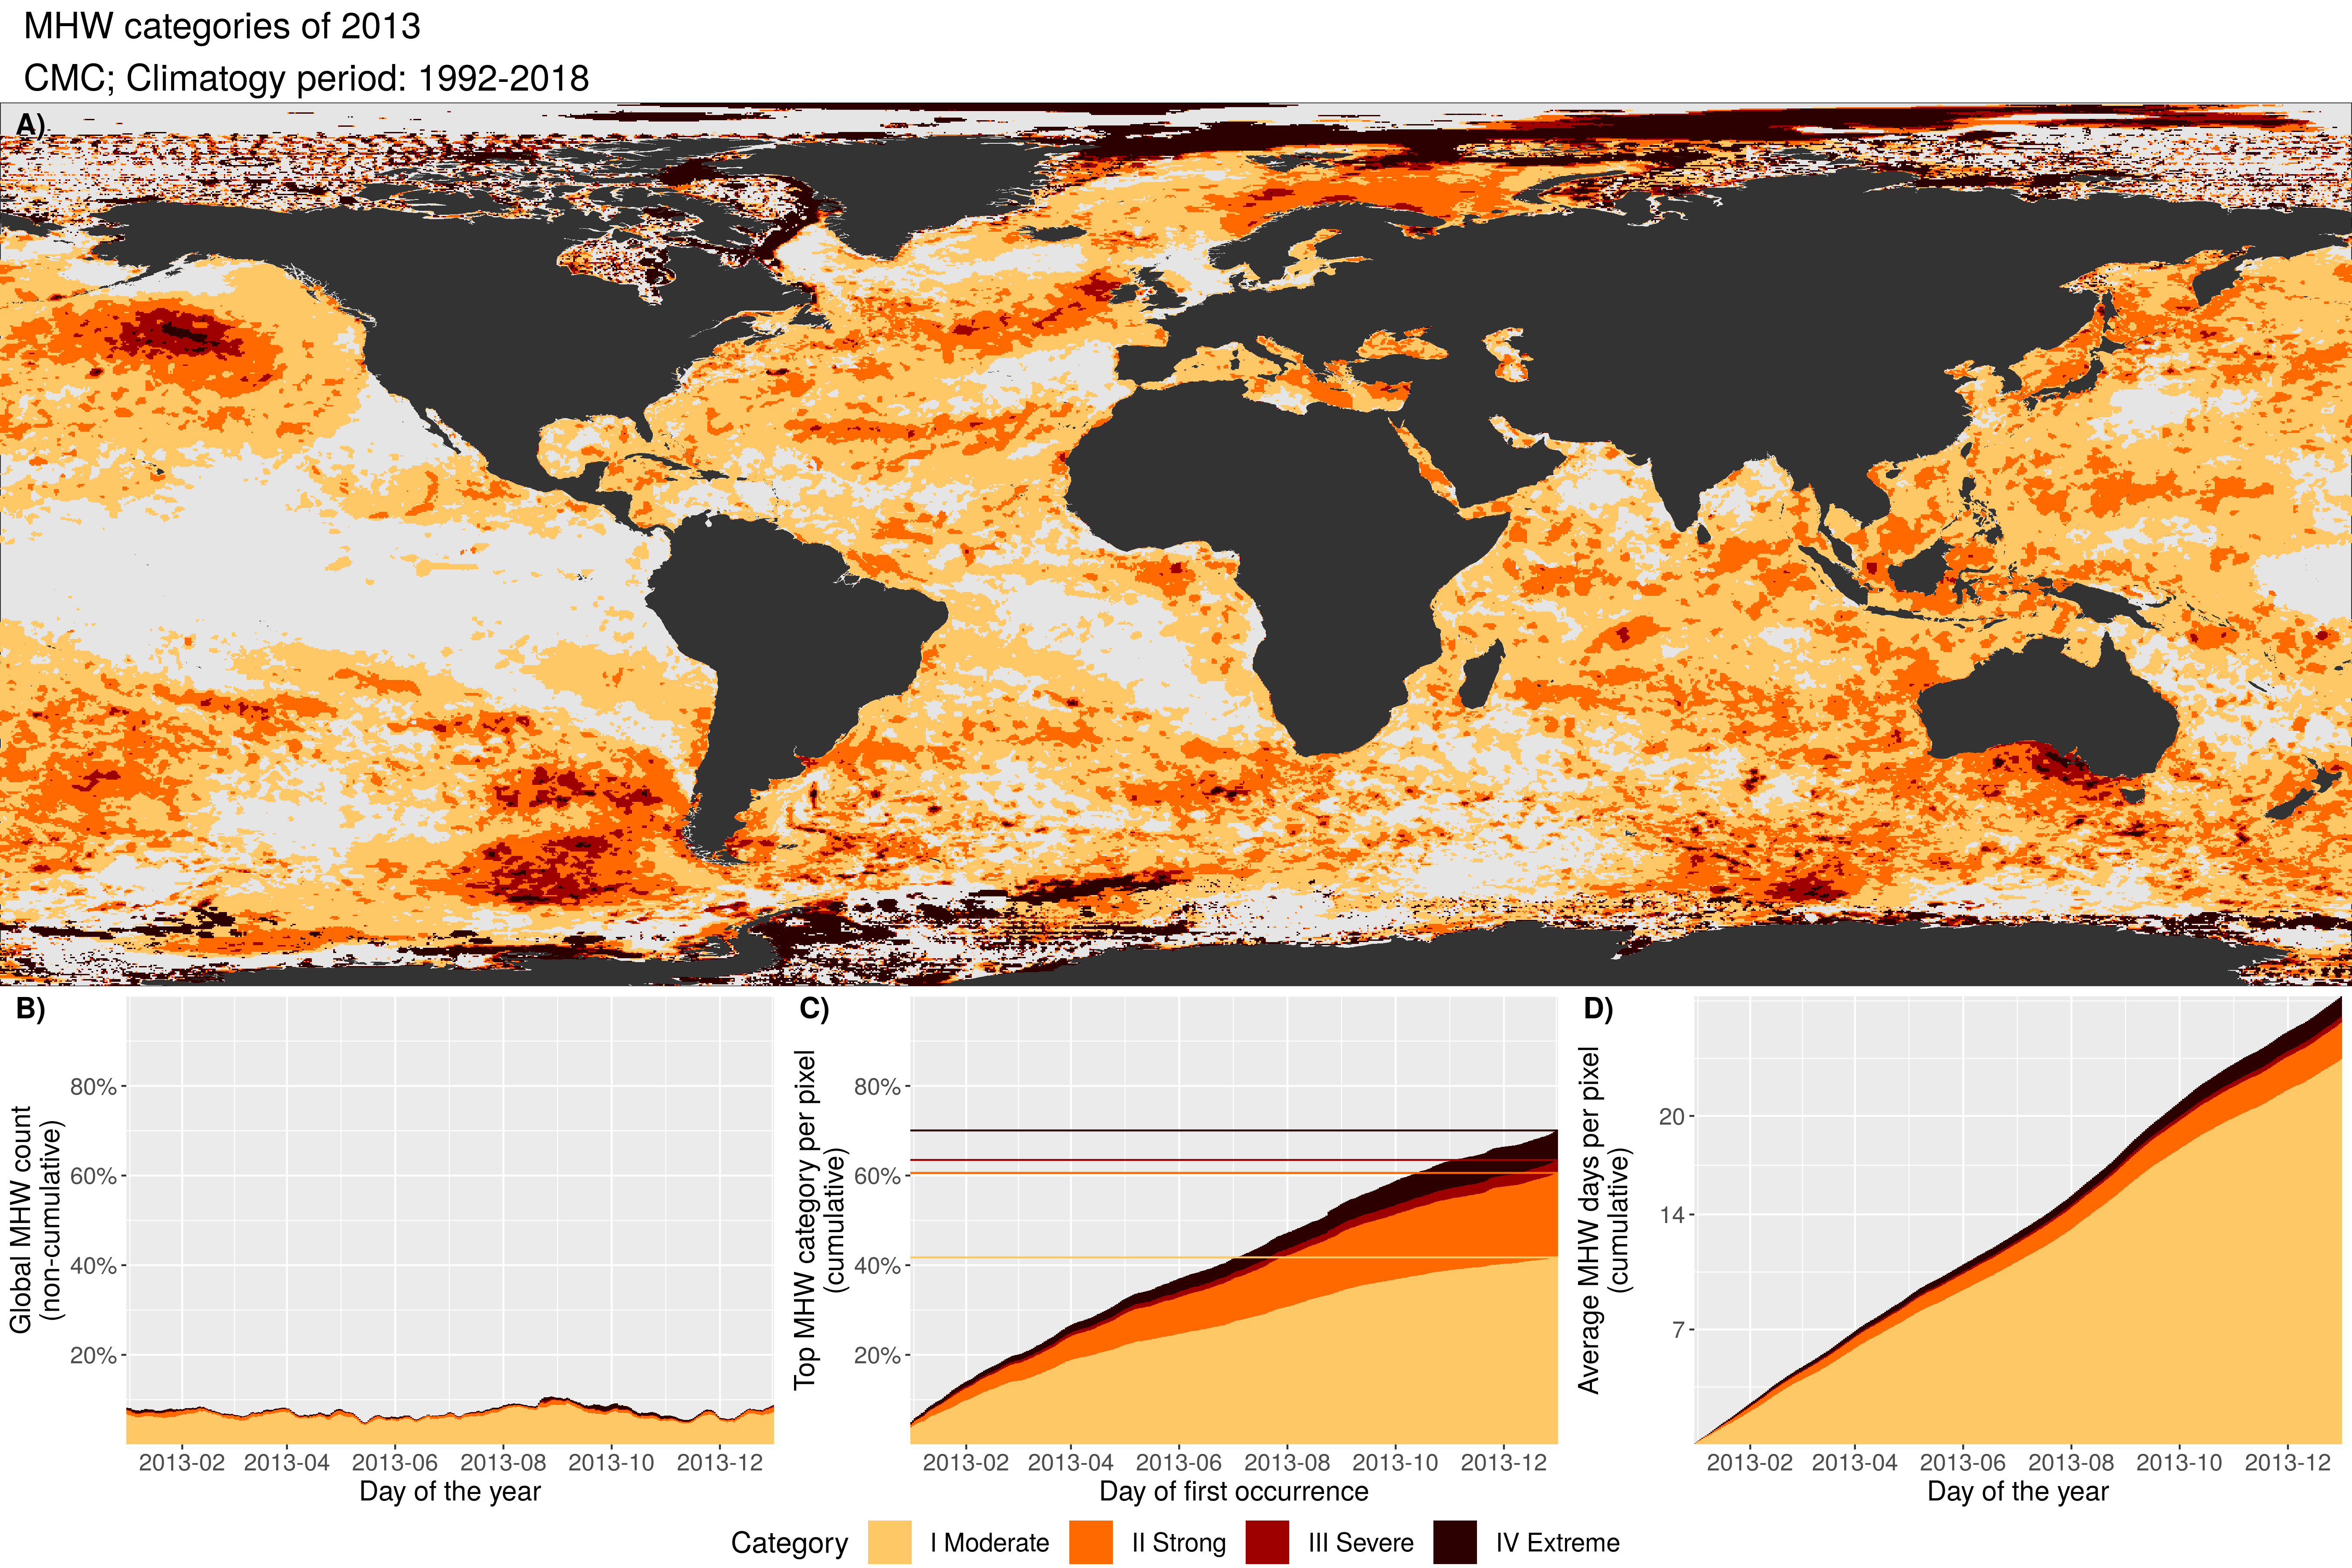 MHW categories of 2013
CMC; Climatogy period: 1992-2018
A)
B)
Global MHW count
(non-cumulative)
80%
60%
40%
20%
2013-02 2013-04 2013-06 2013-08 2013-10 2013-12
Day of the year
C)
Top MHW category per pixel
(cumulative)
80%
60%
40%
20%
2013-02 2013-04 2013-06 2013-08 2013-10 2013-12
Day of first occurrence
D)
Average MHW days per pixel
(cumulative)
20
14
7
2013-02 2013-04 2013-06 2013-08 2013-10 2013-12
Day of the year
Category I Moderate II Strong III Severe IV Extreme